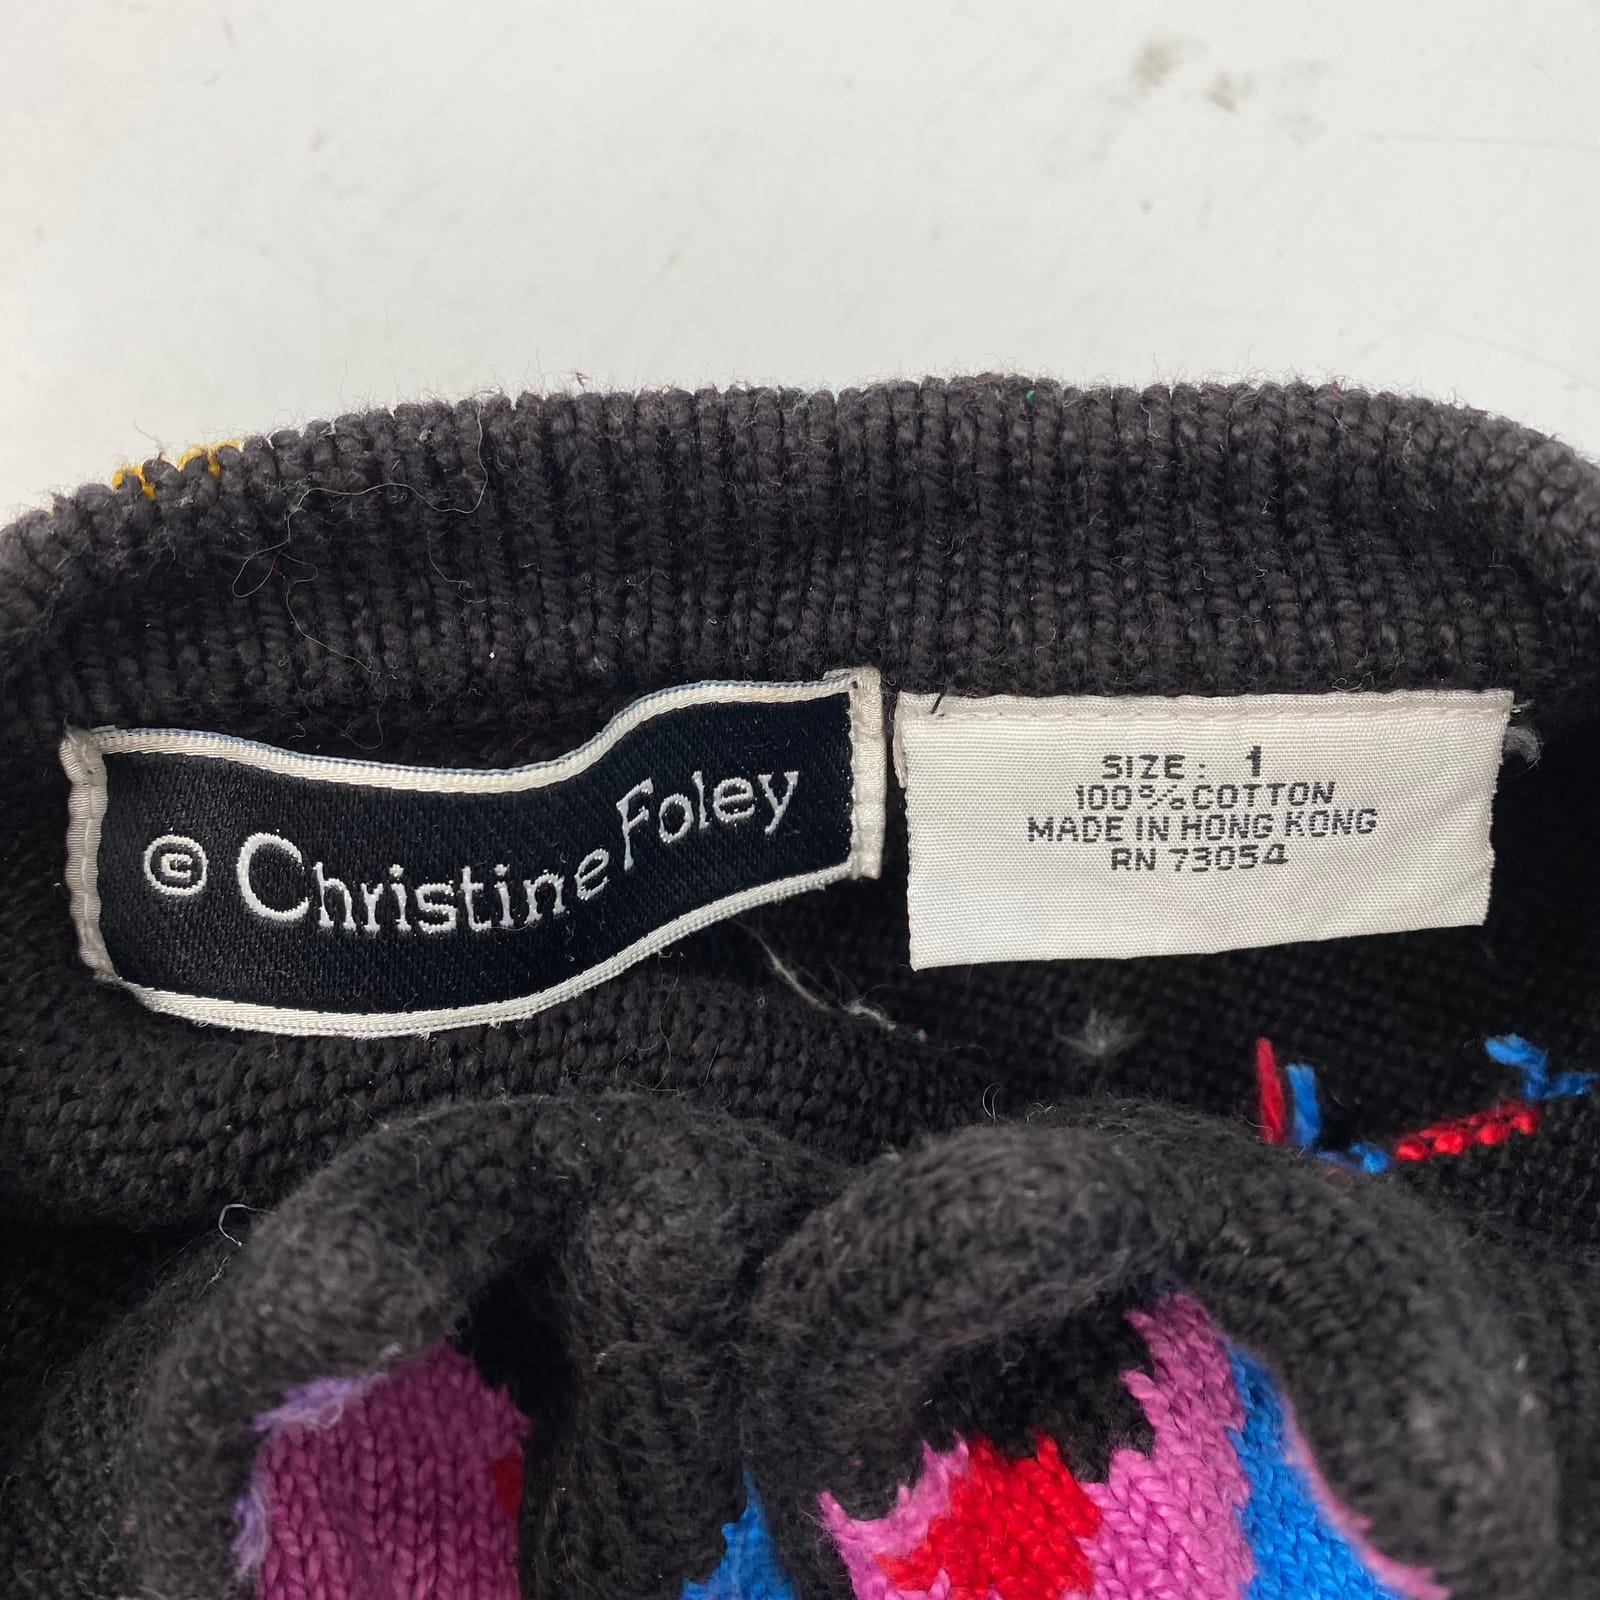 © Christine Foley
SIZE: 1
100% COTTON
MADE IN HONG KONG
RN 73054